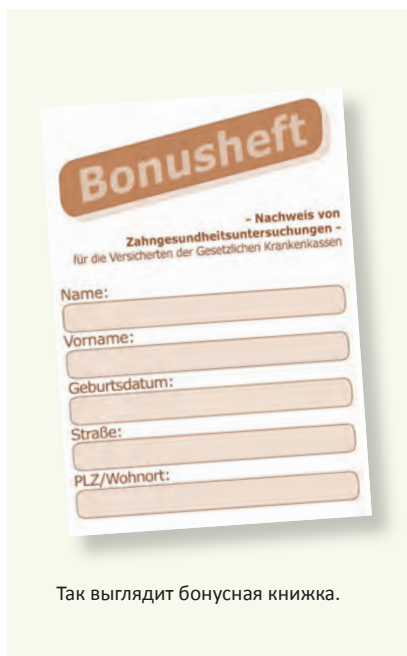 Bonusheft
- Nachweis von
Zahngesundheitsuntersuchungen -
für die Versicherten der Gesetzlichen Krankenkassen
Name:
Vorname:
Geburtsdatum:
Straße:
PLZ/Wohnort:
Так выглядит бонусная книжка.